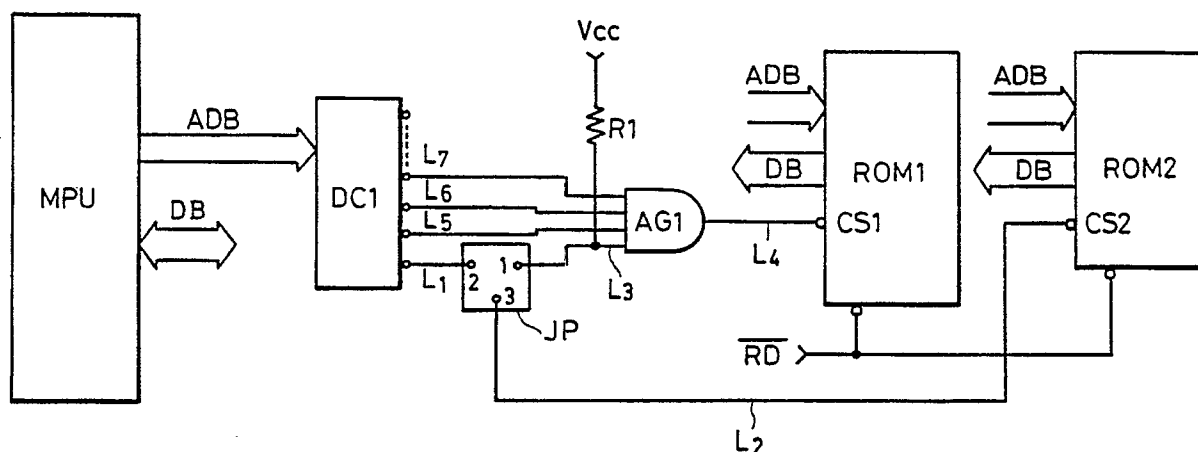 Vcc
R1
ADB
ADB
ADB
MPU
DC1
L7
L6
L5
L1
DB
2
1
3
JP
AG1
L3
L4
DB
ROM1
CS1
DB
ROM2
CS2
RD
L2